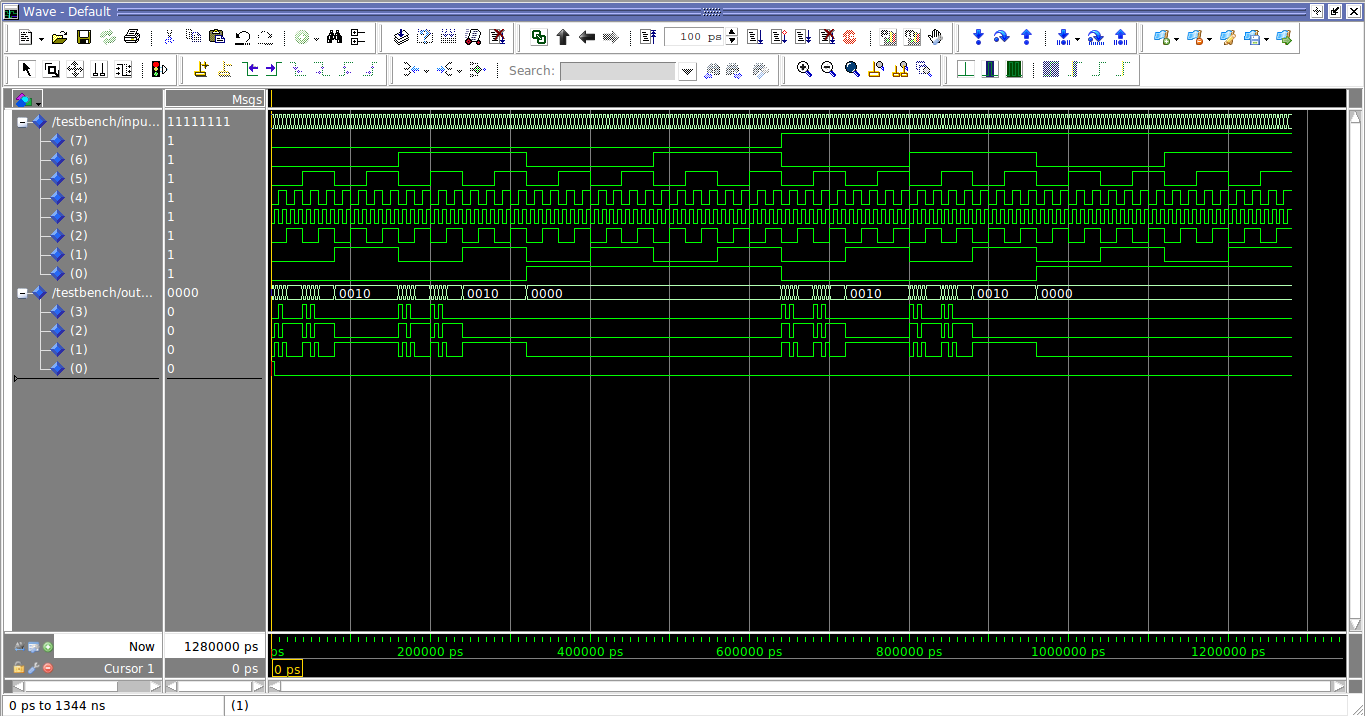 Wave - Default
100 ps
Search:
Msgs
/testbench/inpu... 11111111
(7) 1
(6) 1
(5) 1
(4) 1
(3) 1
(2) 1
(1) 1
(0) 1
/testbench/out... 0000 0010 0010 0000 0010 0010 0000
(3) 0
(2) 0
(1) 0
(0) 0
Now 1280000 ps ps 200000 ps 400000 ps 600000 ps 800000 ps 1000000 ps 1200000 ps
Cursor 1 0 ps 0 ps
0 ps to 1344 ns (1)